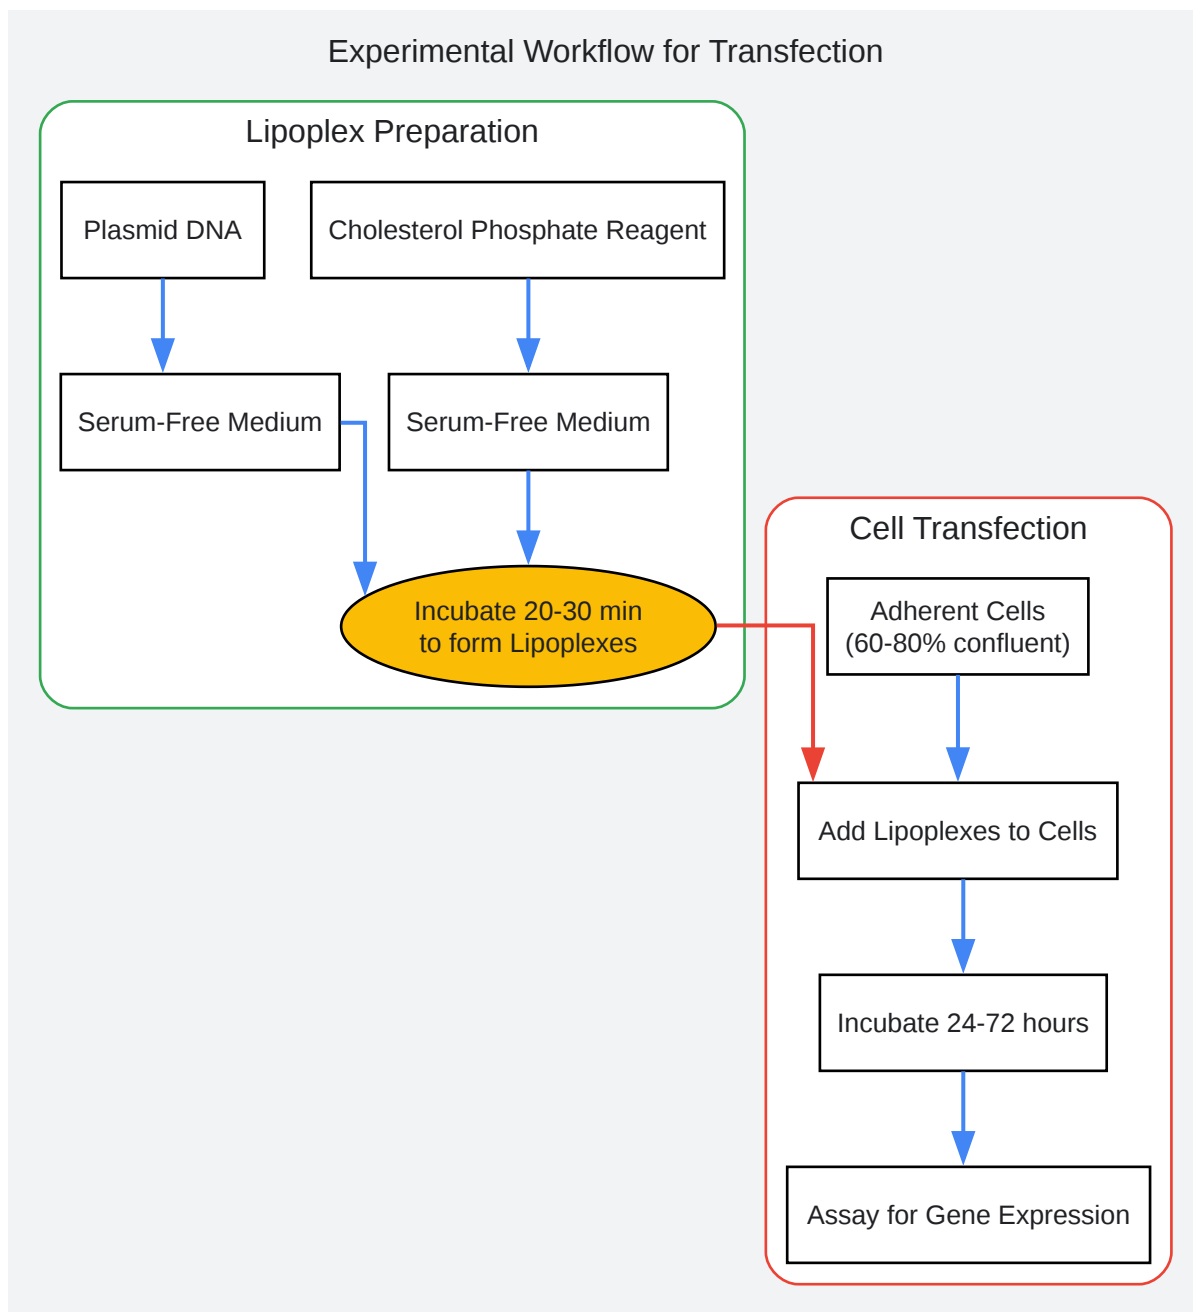 Experimental Workflow for Transfection
Lipoplex Preparation
Plasmid DNA
Cholesterol Phosphate Reagent
Serum-Free Medium
Serum-Free Medium
Incubate 20-30 min
to form Lipoplexes
Cell Transfection
Adherent Cells
(60-80% confluent)
Add Lipoplexes to Cells
Incubate 24-72 hours
Assay for Gene Expression